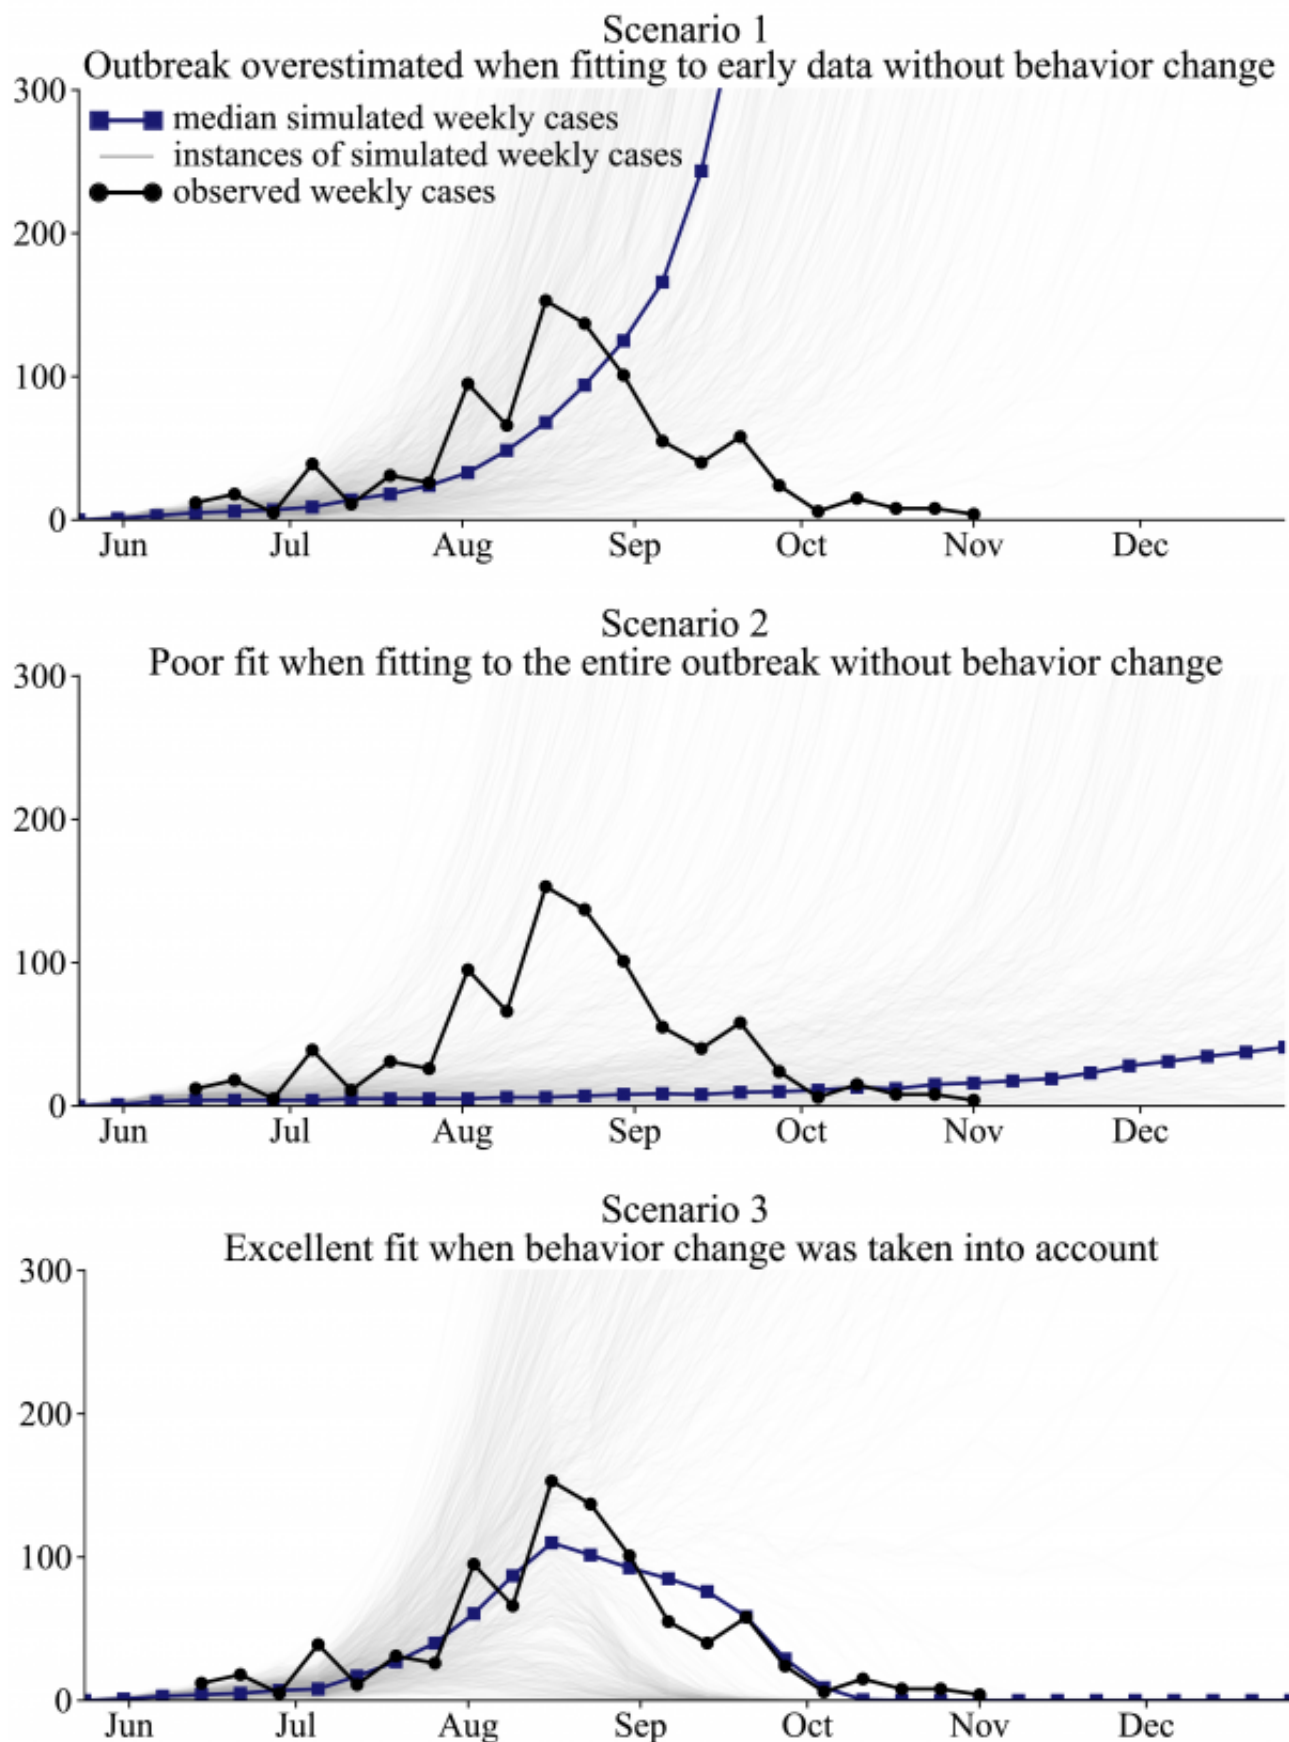 Scenario 1
Outbreak overestimated when fitting to early data without behavior change
300
median simulated weekly cases
instances of simulated weekly cases
observed weekly cases
200
100
0
Jun Jul Aug Sep Oct Nov Dec
Scenario 2
Poor fit when fitting to the entire outbreak without behavior change
300
200
100
0
Jun Jul Aug Sep Oct Nov Dec
Scenario 3
Excellent fit when behavior change was taken into account
300
200
100
0
Jun Jul Aug Sep Oct Nov Dec